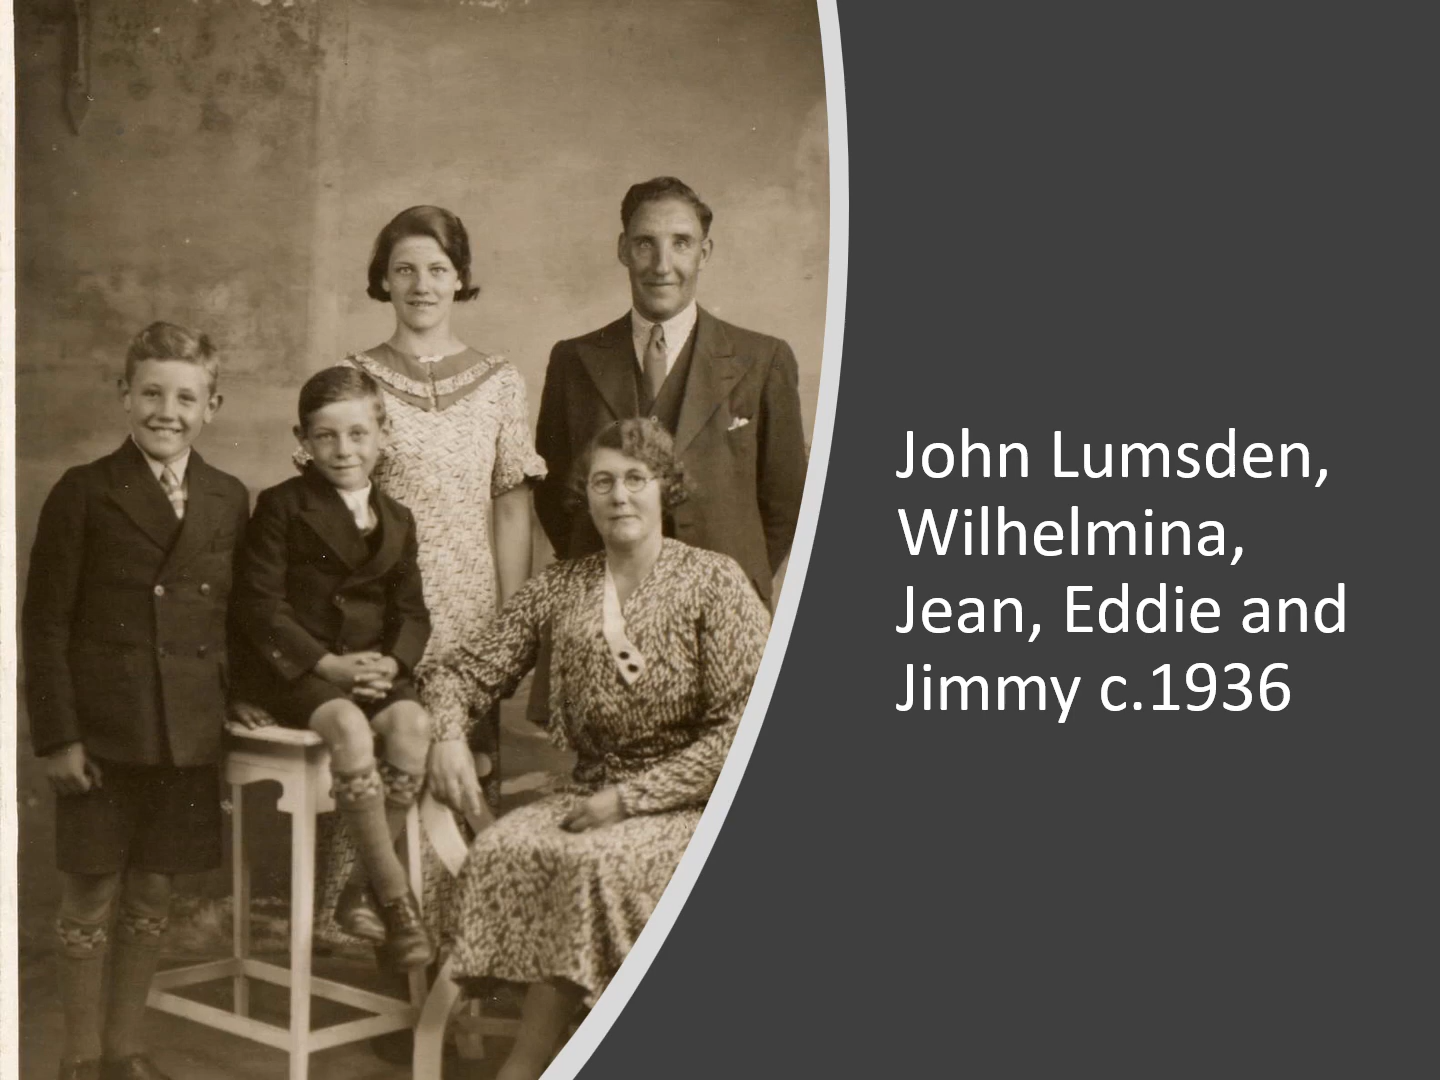 John Lumsden,
Wilhelmina,
Jean, Eddie and
Jimmy c.1936